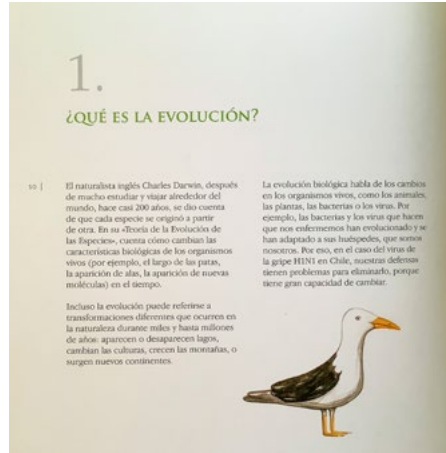 1.
¿QUÉ ES LA EVOLUCIÓN?
10 |
El naturalista inglés Charles Darwin, después
de mucho estudiar y viajar alrededor del
mundo, hace casi 200 años, se dio cuenta
de que cada especie se originó a partir
de otra. En su «Teoría de la Evolución de
las Especies», cuenta cómo cambian las
características biológicas de los organismos
vivos (por ejemplo, el largo de las patas,
la aparición de alas, la aparición de nuevas
moléculas) en el tiempo.
Incluso la evolución puede referirse a
transformaciones diferentes que ocurren en
la naturaleza durante miles y hasta millones
de años: aparecen o desaparecen lagos,
cambian las culturas, crecen las montañas, o
surgen nuevos continentes.
La evolución biológica habla de los cambios
en los organismos vivos, como los animales,
las plantas, las bacterias o los virus. Por
ejemplo, las bacterias y los virus que hacen
que nos enfermemos han evolucionado y se
han adaptado a sus huéspedes, que somos
nosotros. Por eso, en el caso del virus de
la gripe H1N1 en Chile, nuestras defensas
tienen problemas para eliminarlo, porque
tiene gran capacidad de cambiar.